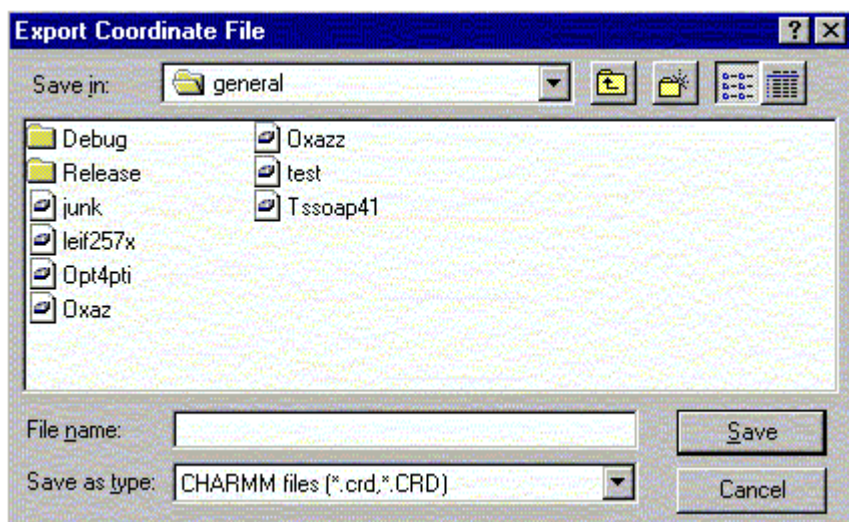 Export Coordinate File
Save in: general
Debug
Release
junk
leif257x
Opt4pti
Oxaz
Oxazz
test
Tssoap41
File name: Save
Save as type: CHARMM files (*.crd,*.CRD) Cancel